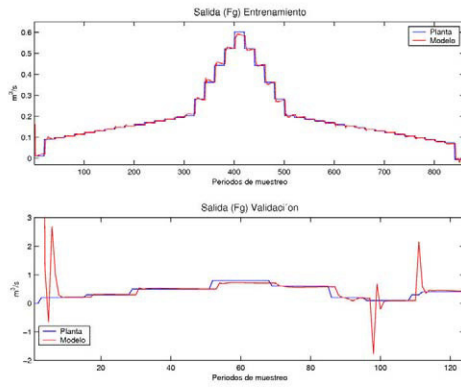 Salida (Fg) Entrenamiento
0.6
0.5
0.4
0.3
0.2
0.1
0
m³/s
Planta
Modelo
100 200 300 400 500 600 700 800
Periodos de muestreo
Salida (Fg) Validaci´on
3
2
1
0
−1
−2
m³/s
Planta
Modelo
20 40 60 80 100 120
Periodos de muestreo